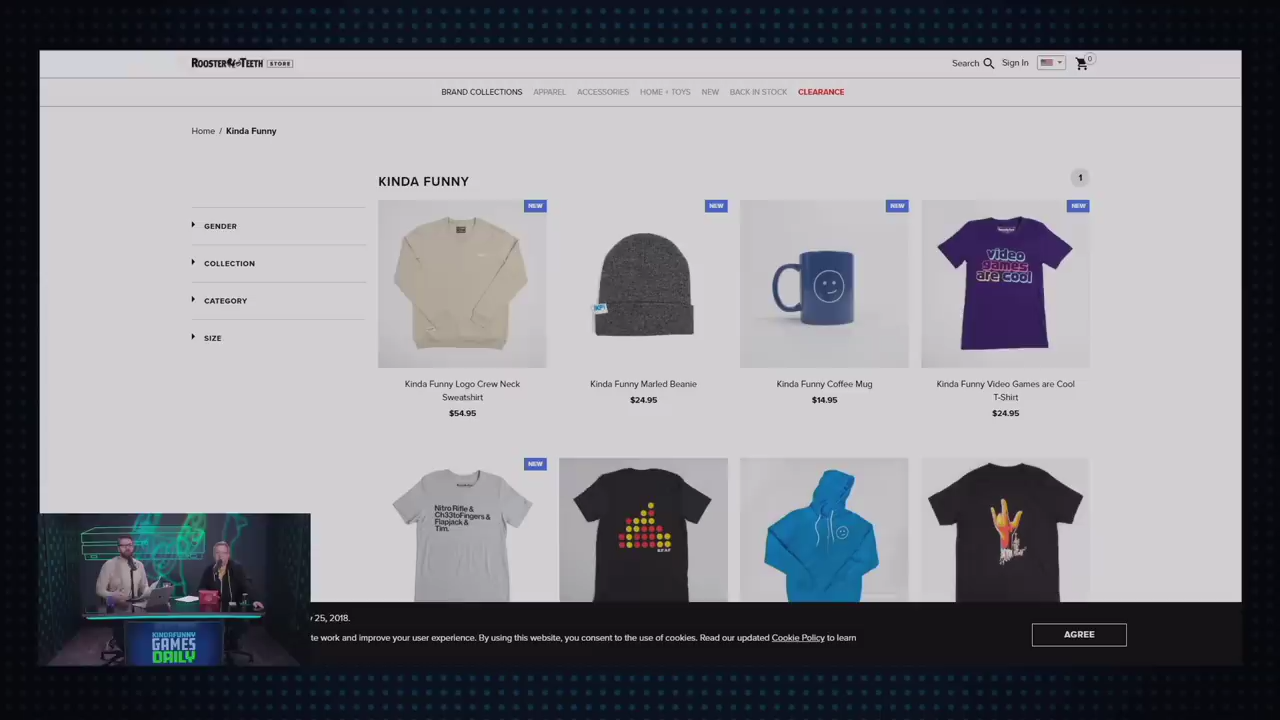 ROOSTER TEETH STORE
Search
Sign In
0
BRAND COLLECTIONS APPAREL ACCESSORIES HOME + TOYS NEW BACK IN STOCK CLEARANCE
Home / Kinda Funny
KINDA FUNNY
1
GENDER
COLLECTION
CATEGORY
SIZE
NEW
NEW
NEW
NEW
KF
video
games
are cool
Kinda Funny Logo Crew Neck
Sweatshirt
$54.95
Kinda Funny Marled Beanie
$24.95
Kinda Funny Coffee Mug
$14.95
Kinda Funny Video Games are Cool
T-Shirt
$24.95
NEW
Nitro Rifle &
Ch33toFingers &
Flapjack &
Tim.
KFAF
25, 2018.
te work and improve your user experience. By using this website, you consent to the use of cookies. Read our updated Cookie Policy to learn
AGREE
KINDA FUNNY
GAMES
DAILY